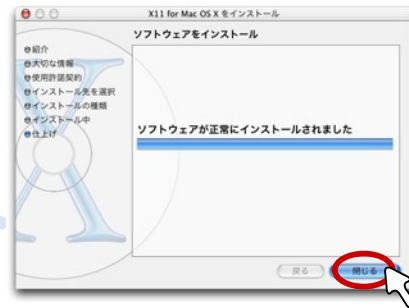 X11 for Mac OS X をインストール
ソフトウェアをインストール
紹介
大切な情報
使用許諾契約
インストール先を選択
インストールの種類
インストール中
仕上げ
ソフトウェアが正常にインストールされました
戻る
閉じる